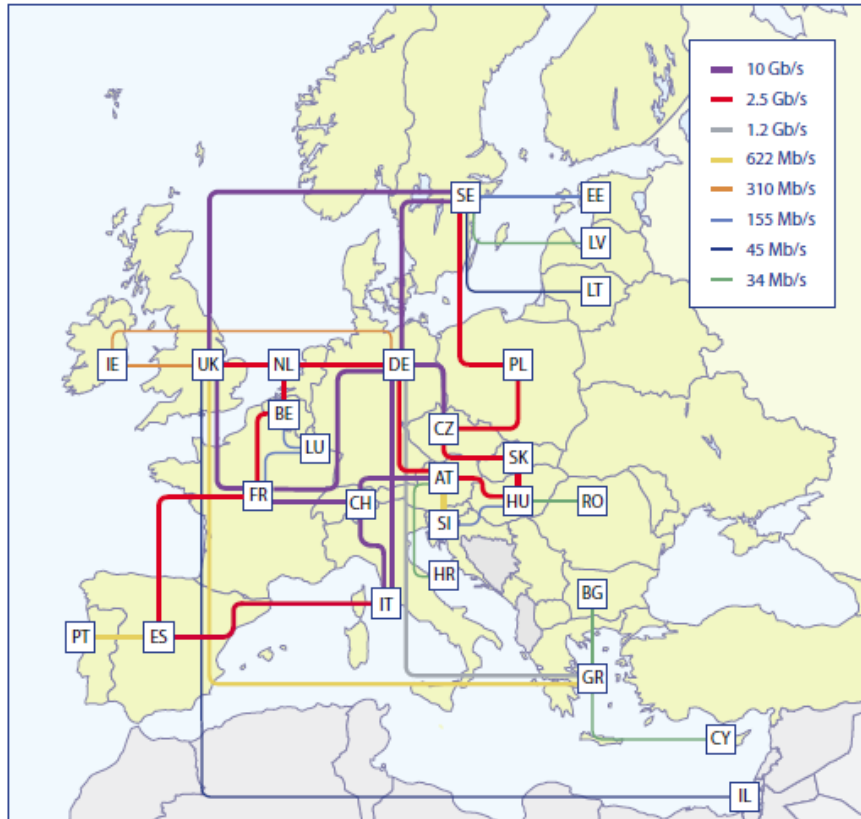 10 Gb/s
2.5 Gb/s
1.2 Gb/s
622 Mb/s
310 Mb/s
155 Mb/s
45 Mb/s
34 Mb/s
SE
EE
LV
LT
IE
UK
NL
DE
PL
BE
CZ
LU
SK
AT
FR
CH
HU
RO
SI
HR
BG
IT
PT
ES
GR
CY
IL